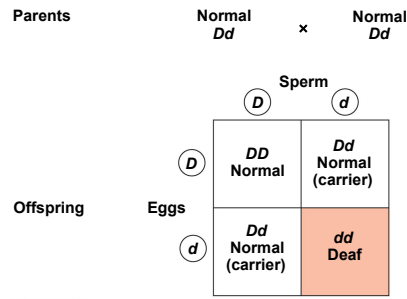 Parents Normal × Normal
Dd Dd
Sperm
D d
D DD Dd
Normal Normal
(carrier)
Offspring Eggs
d Dd dd
Normal Deaf
(carrier)